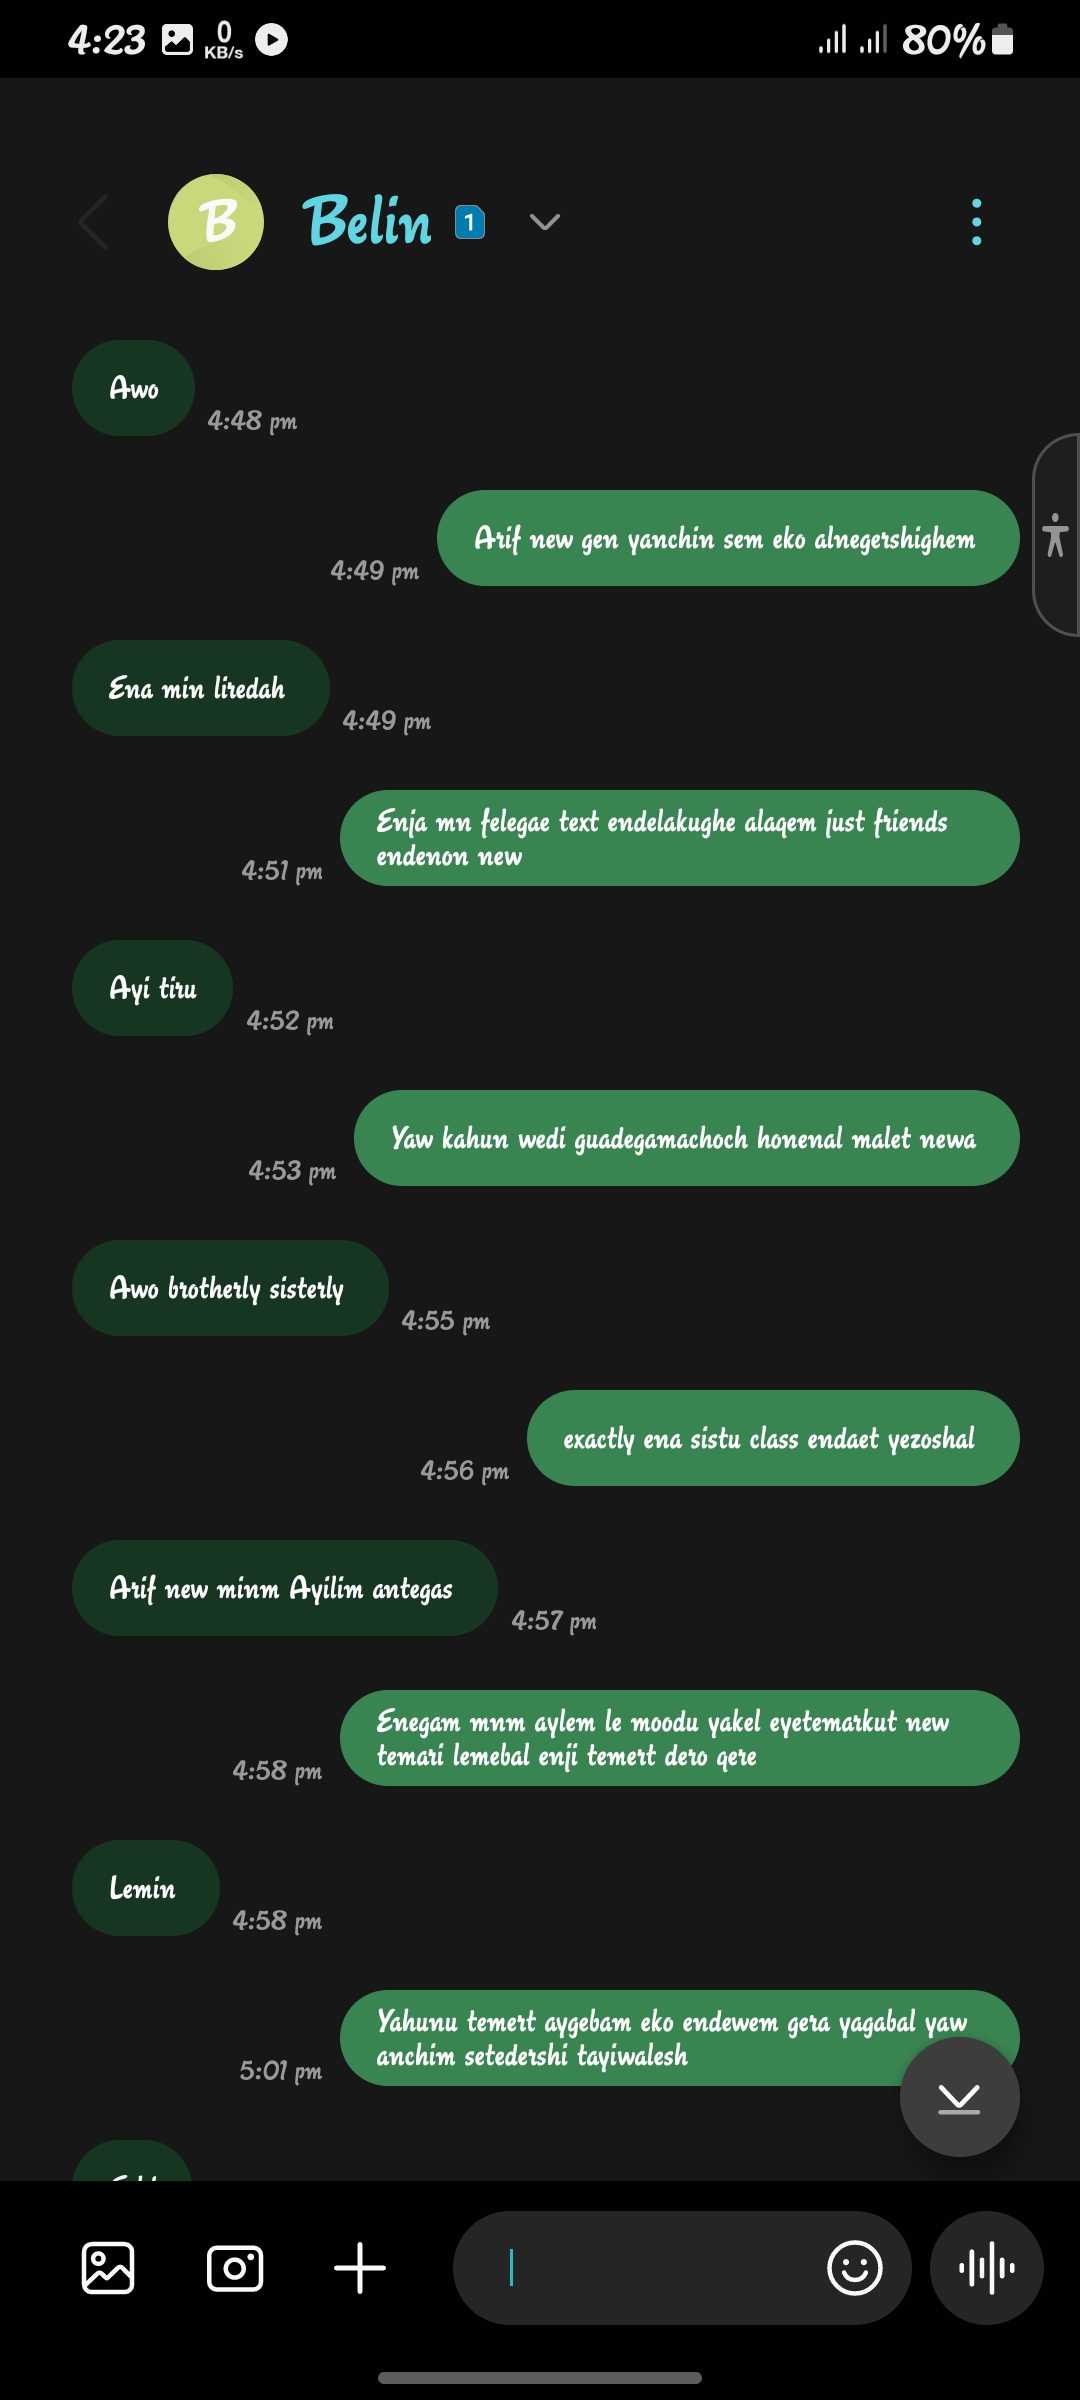 4:23
0
KB/s
80%
B
Belin
1
Awo
4:48 pm
Arif new gen yanchin sem eko alnegershighem
4:49 pm
Ena min liredah
4:49 pm
Enja mn felegae text endelakughe alaqem just friends
endenon new
4:51 pm
Ayi tiru
4:52 pm
Yaw kahun wedi guadegamachoch honenal malet newa
4:53 pm
Awo brotherly sisterly
4:55 pm
exactly ena sistu class endaet yezoshal
4:56 pm
Arif new minm Ayilim antegas
4:57 pm
Enegam mnm aylem le moodu yakel eyetemarkut new
temari lemebal enji temert dero qere
4:58 pm
Lemin
4:58 pm
Yahunu temert aygebam eko endewem gera yagabal yaw
anchim setedershi tayiwalesh
5:01 pm